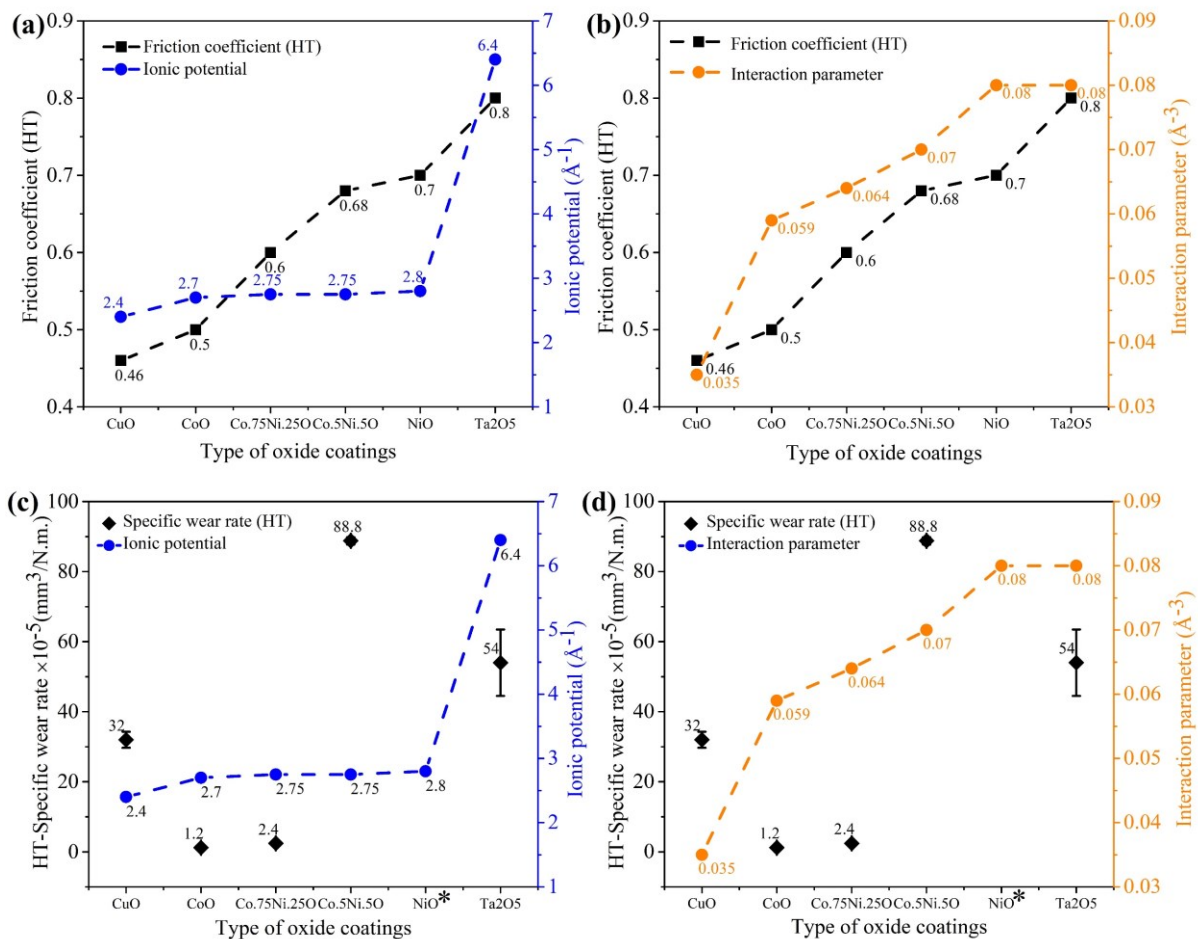 (a)
Friction coefficient (HT)
Ionic potential
Friction coefficient (HT)
0.9
0.8
0.7
0.6
0.5
0.4
0.46
0.5
0.6
0.68
0.7
0.8
2.4
2.7
2.75
2.75
2.8
6.4
7
6
5
4
3
2
1
Ionic potential (Å-1)
CuO
CoO
Co.75Ni.25O
Co.5Ni.5O
NiO
Ta2O5
Type of oxide coatings
(b)
Friction coefficient (HT)
Interaction parameter
Friction coefficient (HT)
0.9
0.8
0.7
0.6
0.5
0.4
0.46
0.5
0.6
0.68
0.7
0.8
0.035
0.059
0.064
0.07
0.08
0.08
0.09
0.08
0.07
0.06
0.05
0.04
0.03
Interaction parameter (Å-3)
CuO
CoO
Co.75Ni.25O
Co.5Ni.5O
NiO
Ta2O5
Type of oxide coatings
(c)
Specific wear rate (HT)
Ionic potential
HT-Specific wear rate ×10-5(mm3/N.m.)
100
80
60
40
20
0
32
1.2
2.4
88.8
54
2.4
2.7
2.75
2.75
2.8
6.4
7
6
5
4
3
2
1
Ionic potential (Å-1)
CuO
CoO
Co.75Ni.25O
Co.5Ni.5O
NiO*
Ta2O5
Type of oxide coatings
(d)
Specific wear rate (HT)
Interaction parameter
HT-Specific wear rate ×10-5(mm3/N.m.)
100
80
60
40
20
0
32
1.2
2.4
88.8
54
0.035
0.059
0.064
0.07
0.08
0.08
0.09
0.08
0.07
0.06
0.05
0.04
0.03
Interaction parameter (Å-3)
CuO
CoO
Co.75Ni.25O
Co.5Ni.5O
NiO*
Ta2O5
Type of oxide coatings